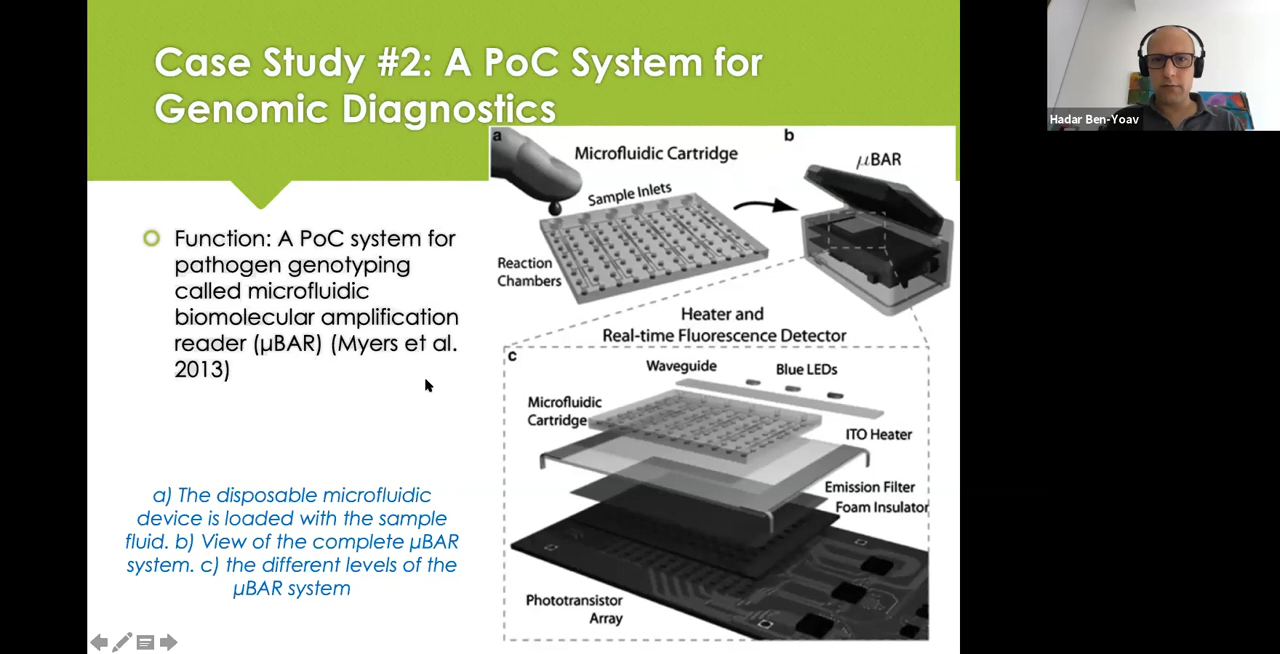 Case Study #2: A PoC System for
Genomic Diagnostics
Hadar Ben-Yoav
Function: A PoC system for
pathogen genotyping
called microfluidic
biomolecular amplification
reader (µBAR) (Myers et al.
2013)
a) The disposable microfluidic
device is loaded with the sample
fluid. b) View of the complete µBAR
system. c) the different levels of the
µBAR system
a
Microfluidic Cartridge
b
µBAR
Sample Inlets
Reaction
Chambers
Heater and
Real-time Fluorescence Detector
c
Waveguide
Blue LEDs
Microfluidic
Cartridge
ITO Heater
Emission Filter
Foam Insulator
Phototransistor
Array